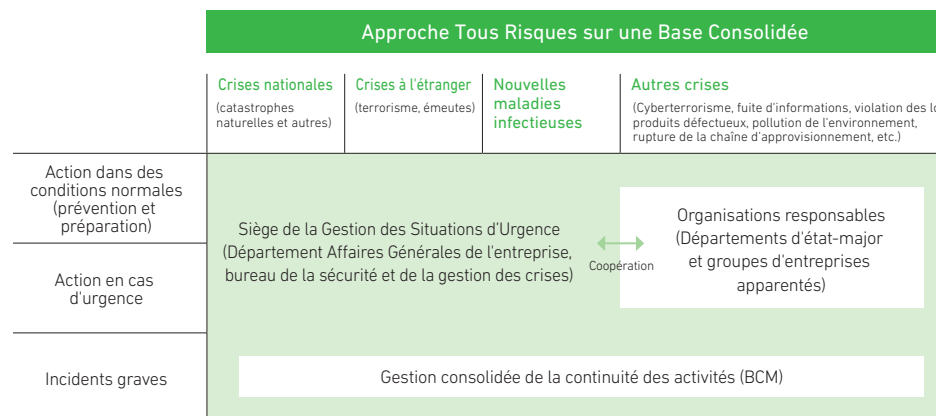 Approche Tous Risques sur une Base Consolidée
Crises nationales
(catastrophes
naturelles et autres)
Crises à l'étranger
(terrorisme, émeutes)
Nouvelles
maladies
infectieuses
Autres crises
(Cyberterrorisme, fuite d'informations, violation des
produits défectueux, pollution de l'environnement,
rupture de la chaîne d'approvisionnement, etc.)
Action dans des
conditions normales
(prévention et
préparation)
Siège de la Gestion des Situations d'Urgence
(Département Affaires Générales de l'entreprise,
bureau de la sécurité et de la gestion des crises)
Coopération
Organisations responsables
(Départements d'état-major
et groupes d'entreprises
apparentés)
Action en cas
d'urgence
Incidents graves
Gestion consolidée de la continuité des activités (BCM)